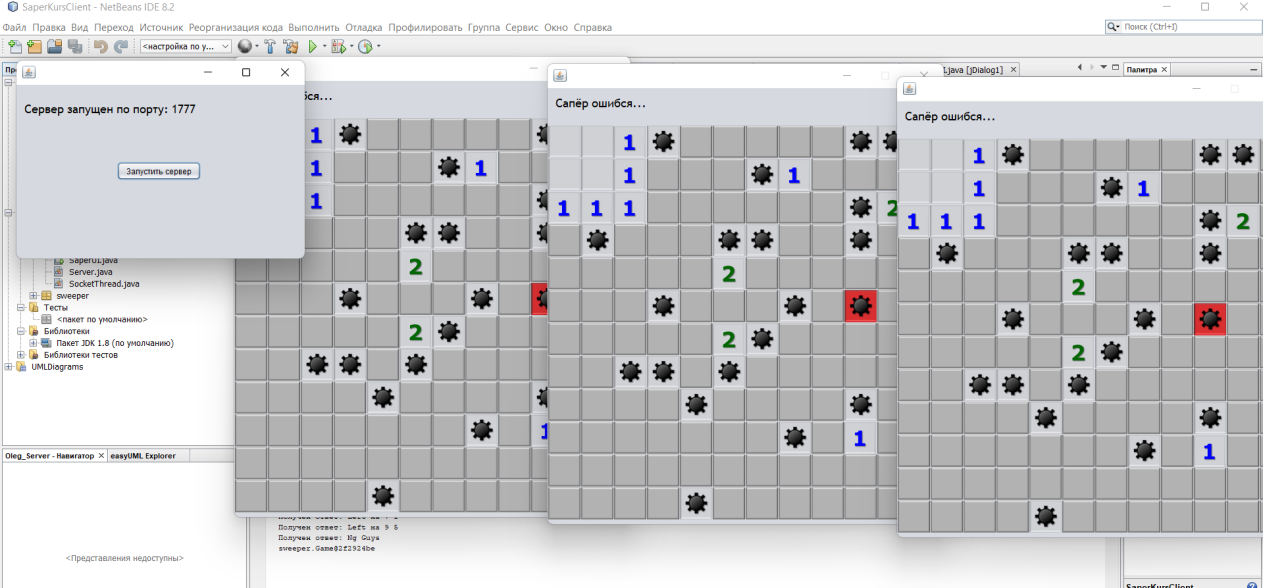 SaperKursClient - NetBeans IDE 8.2
Файл Правка Вид Переход Источник Реорганизация кода Выполнить Отладка Профилировать Группа Сервис Окно Справка
Поиск (Ctrl+I)
<настройка по у...
.java [jDialog1]
Палитра
Сервер запущен по порту: 1777
Запустить сервер
Сапёр ошибся...
Сапёр ошибся...
1
1
1
2
2
1
1
1
1
1 1 1
2
1
2
2
1
1
1 1
1 1 1
2
2
2
1
SaperUI.java
Server.java
SocketThread.java
sweeper
Тесты
<пакет по умолчанию>
Библиотеки
Пакет JDK 1.8 (по умолчанию)
Библиотеки тестов
UMLDiagrams
Oleg_Server - Навигатор
easyUML Explorer
<Представления недоступны>
Получен ответ: Left на 9 5
Получен ответ: Ng Guys
sweeper.Game@2f2924be
SaperKursClient